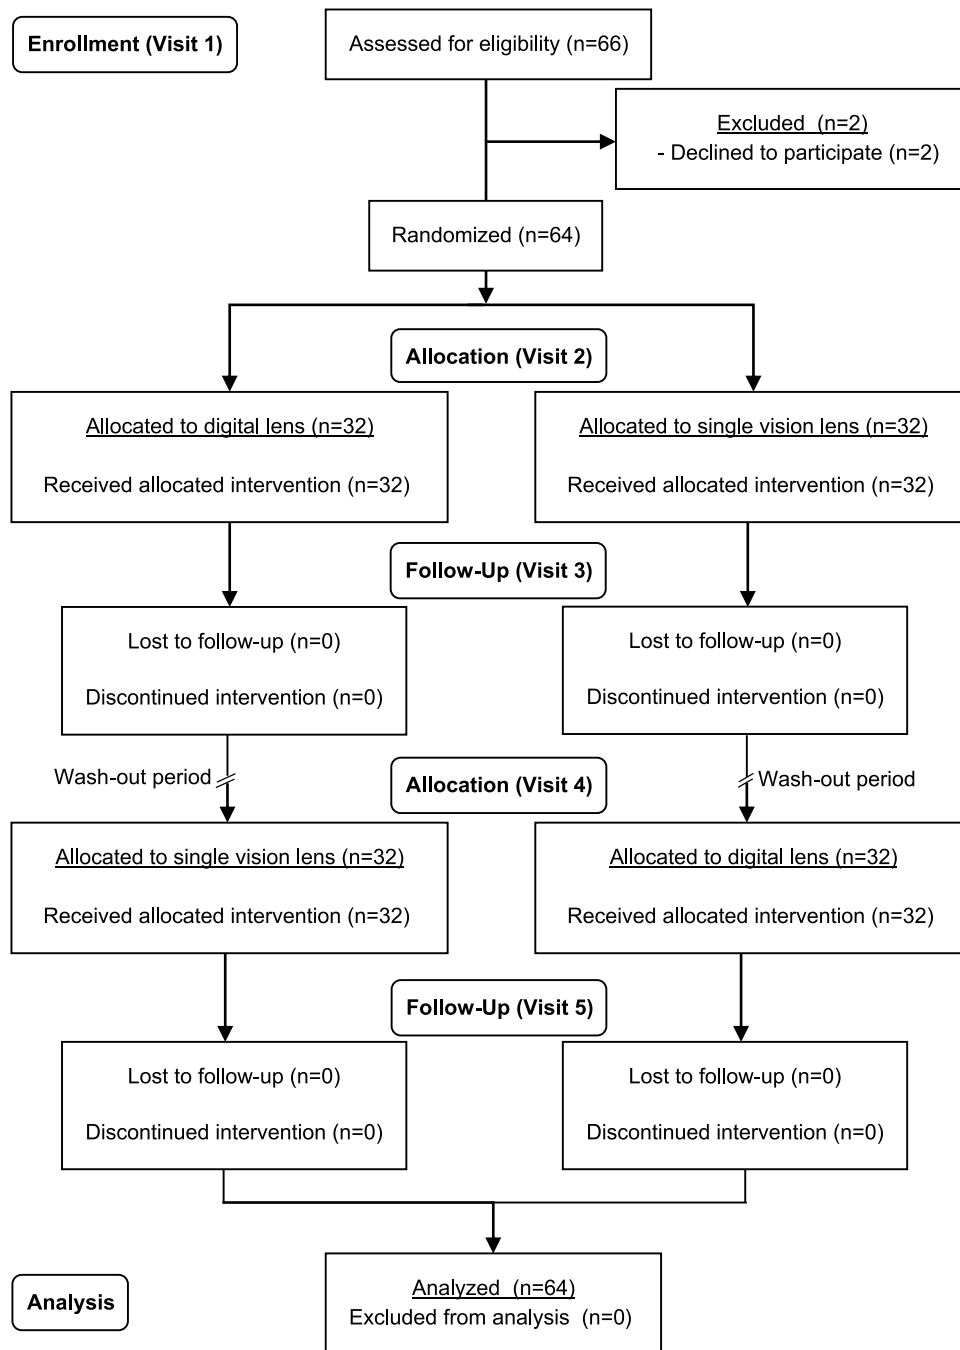 Enrollment (Visit 1)
Assessed for eligibility (n=66)
Excluded  (n=2)
- Declined to participate (n=2)
Randomized (n=64)
Allocation (Visit 2)
Allocated to digital lens (n=32)
Received allocated intervention (n=32)
Allocated to single vision lens (n=32)
Received allocated intervention (n=32)
Follow-Up (Visit 3)
Lost to follow-up (n=0)
Discontinued intervention (n=0)
Lost to follow-up (n=0)
Discontinued intervention (n=0)
Wash-out period
Allocation (Visit 4)
Wash-out period
Allocated to single vision lens (n=32)
Received allocated intervention (n=32)
Allocated to digital lens (n=32)
Received allocated intervention (n=32)
Follow-Up (Visit 5)
Lost to follow-up (n=0)
Discontinued intervention (n=0)
Lost to follow-up (n=0)
Discontinued intervention (n=0)
Analysis
Analyzed  (n=64)
Excluded from analysis  (n=0)